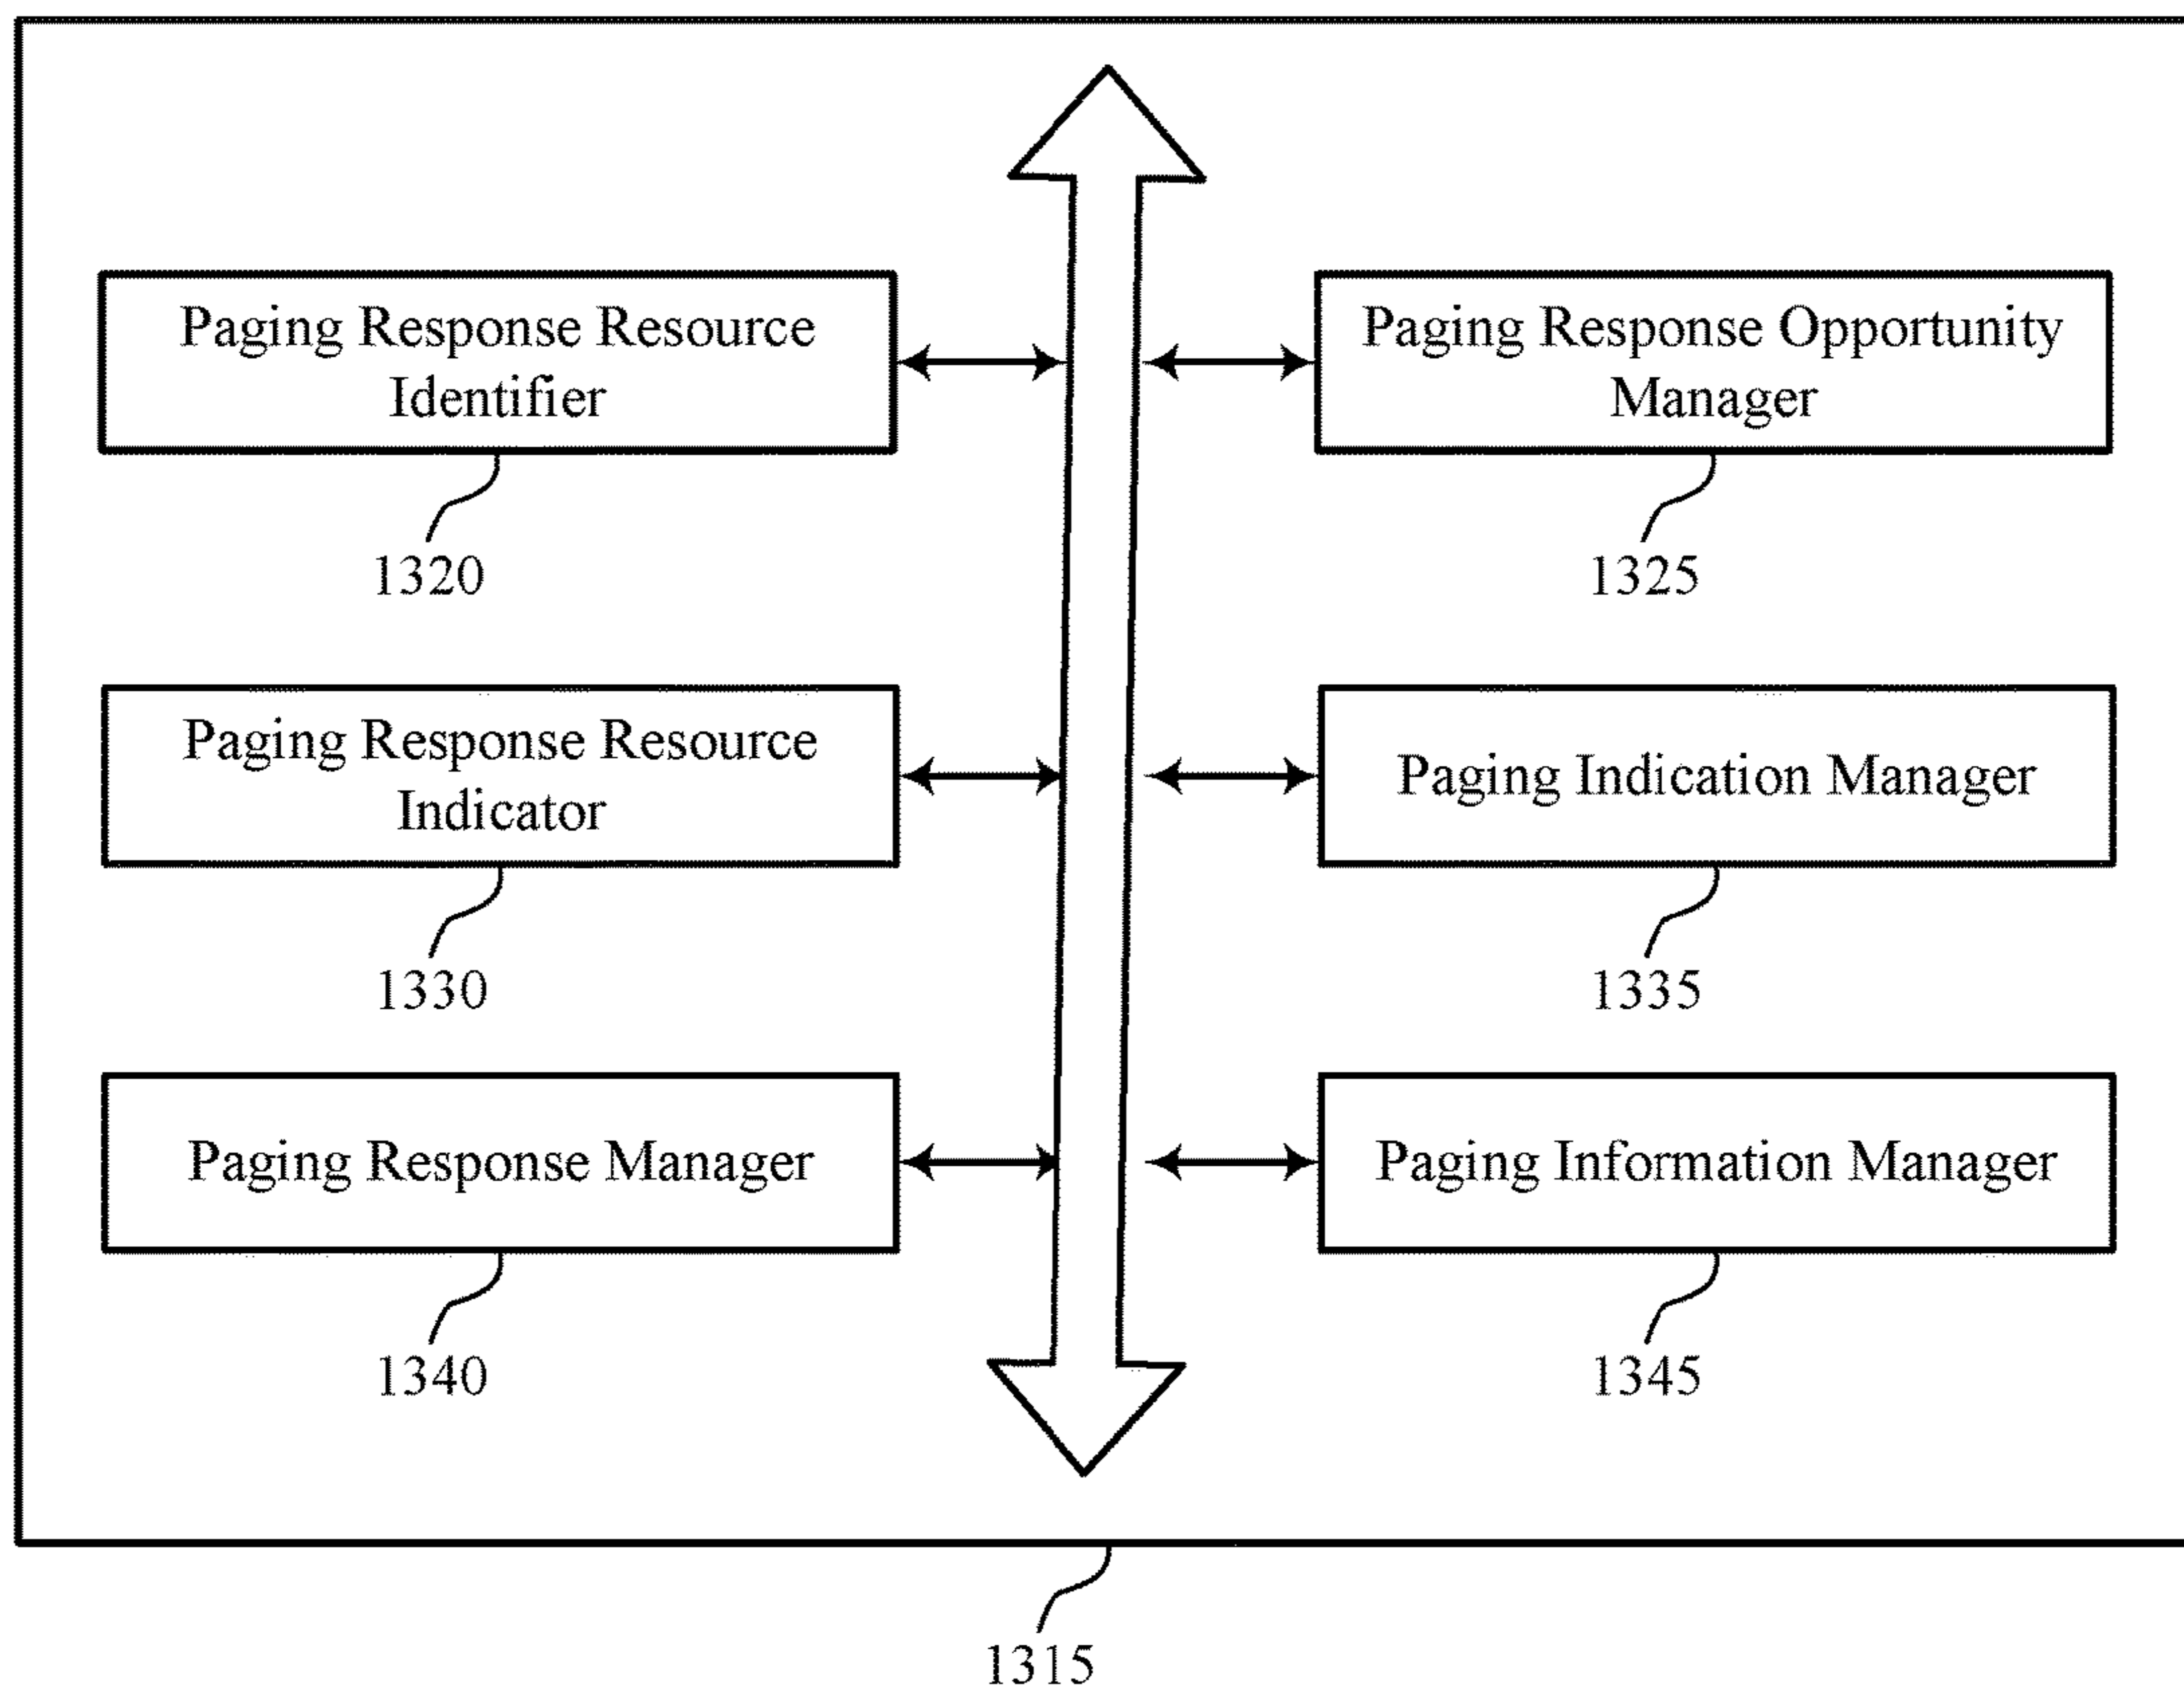 Paging Response Resource
Identifier
1320
Paging Response Opportunity
Manager
1325
Paging Response Resource
Indicator
1330
Paging Indication Manager
1335
Paging Response Manager
1340
Paging Information Manager
1345
1315